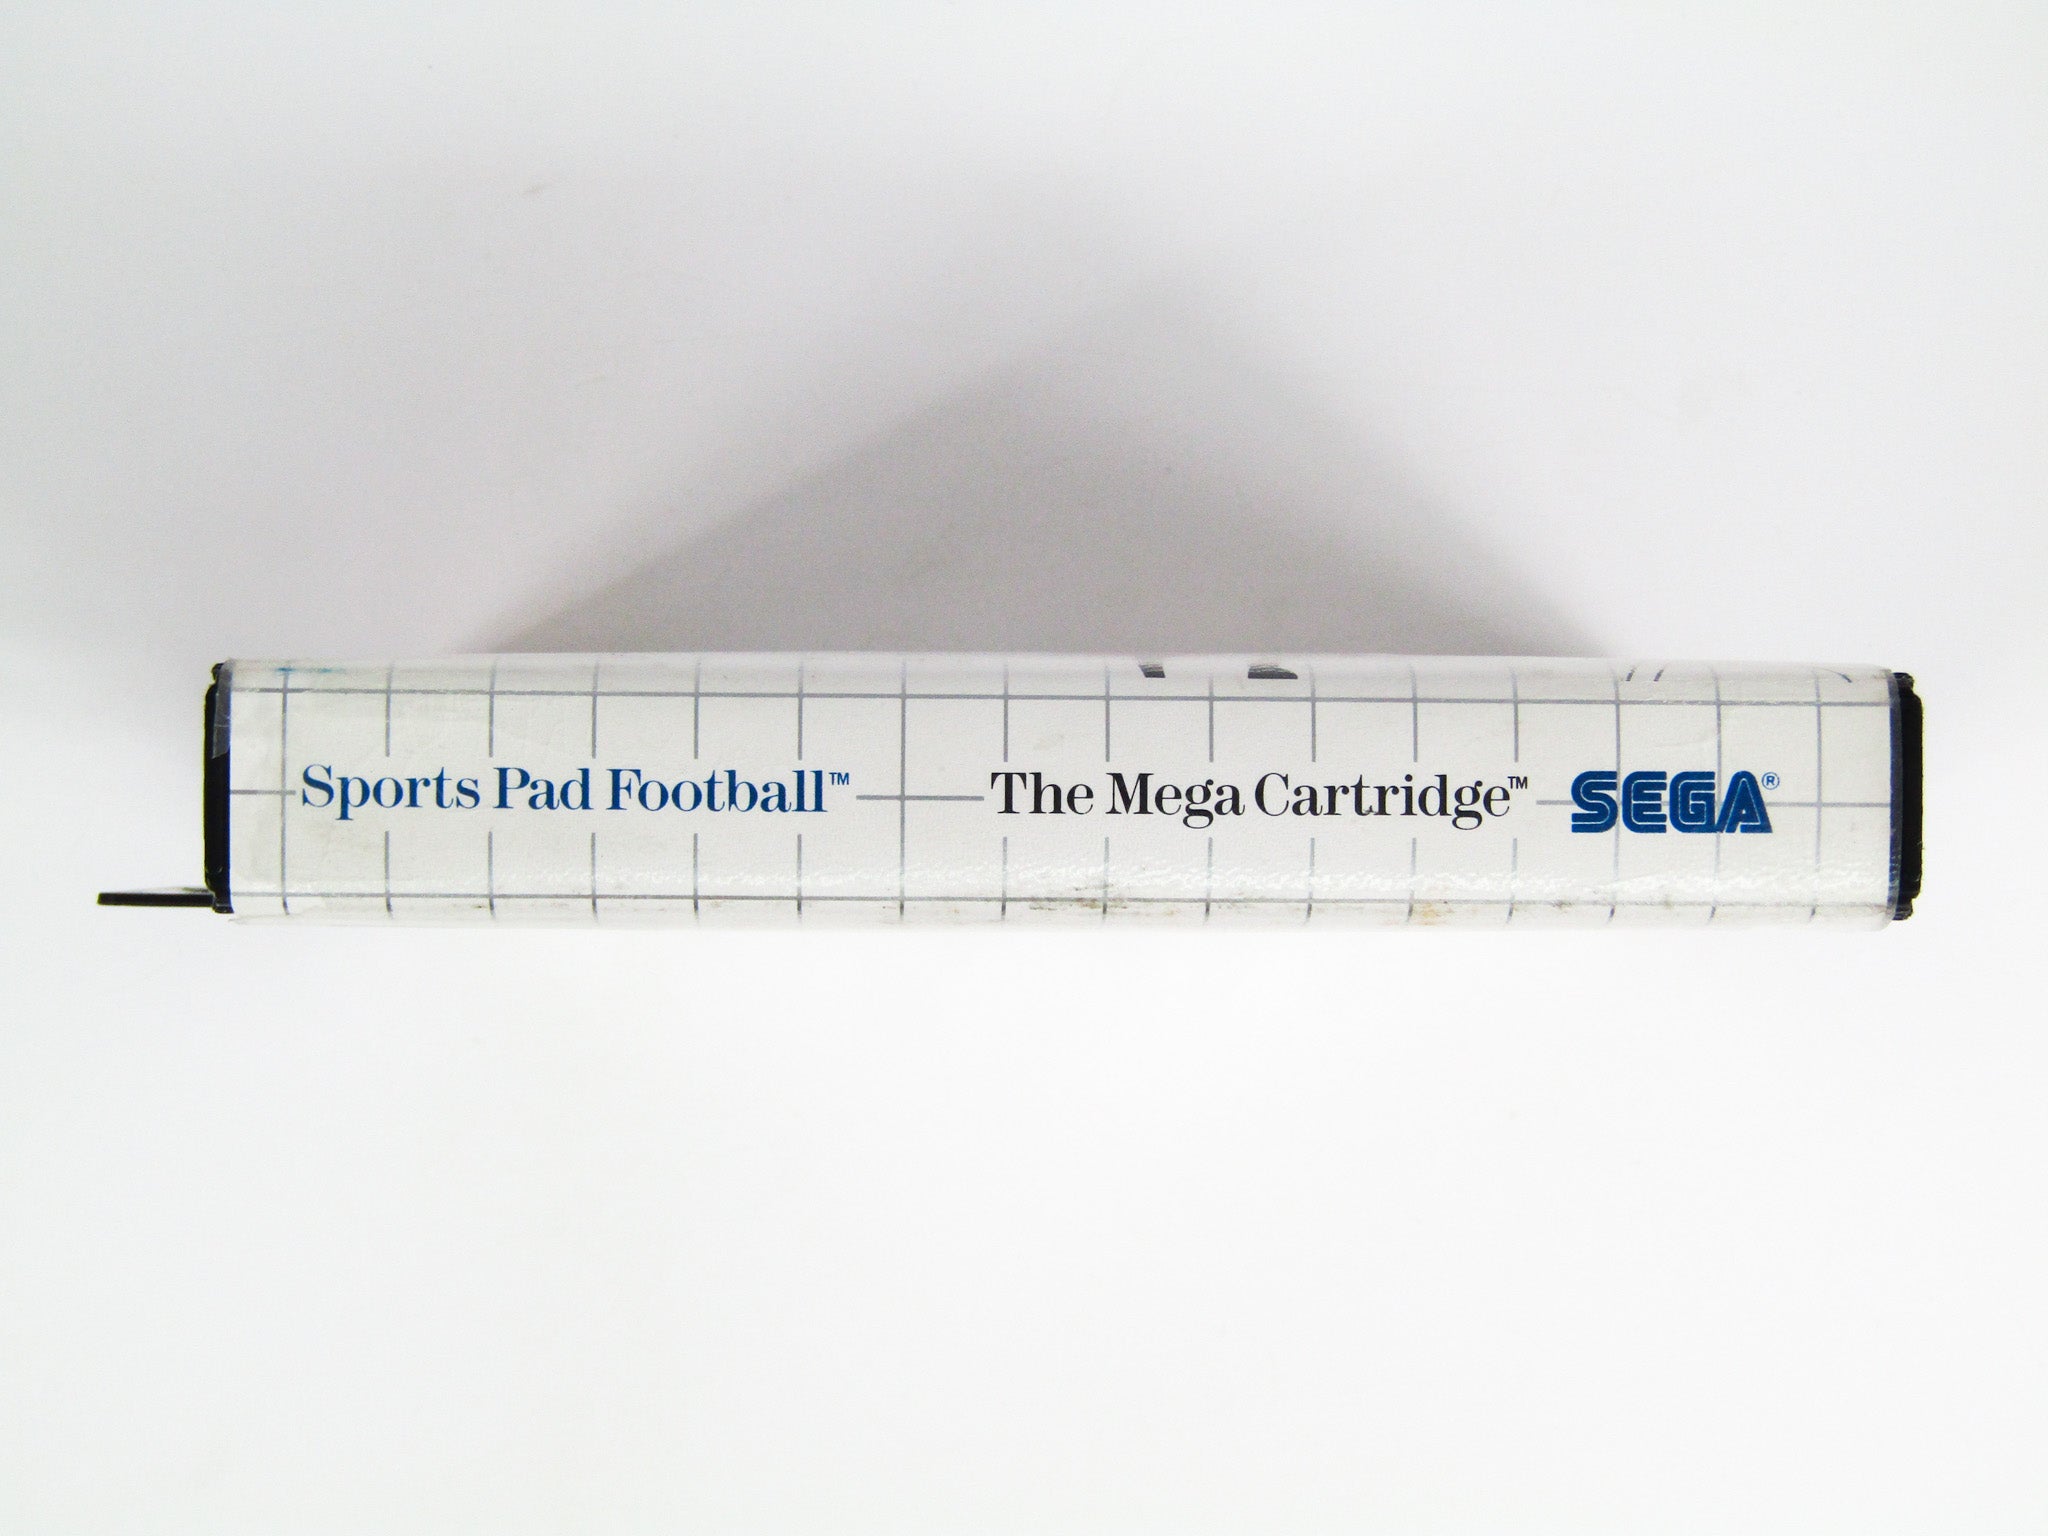 Sports Pad Football™ The Mega Cartridge™ SEGA®